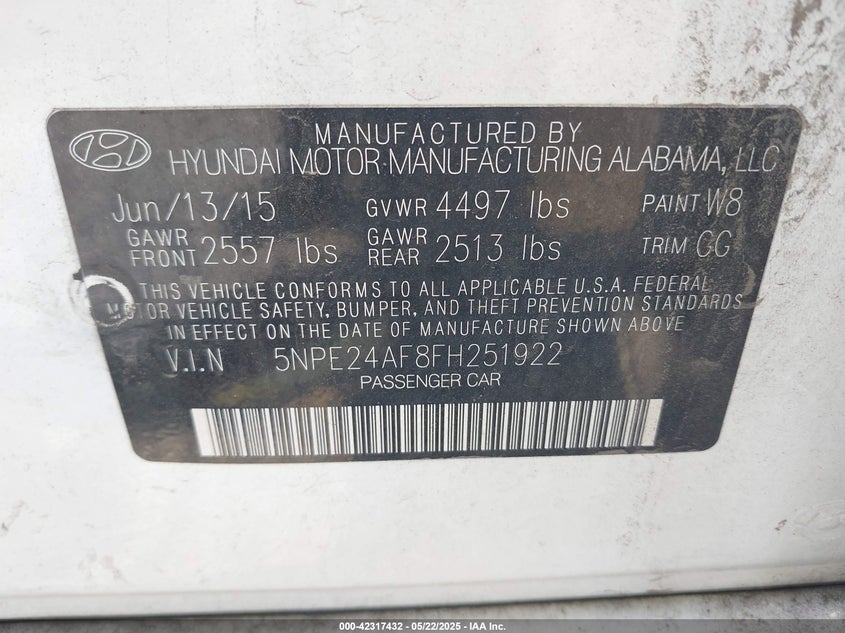 MANUFACTURED BY
HYUNDAI MOTOR MANUFACTURING ALABAMA, LLC
Jun/13/15 GVWR 4497 lbs PAINT W8
GAWR FRONT 2557 lbs GAWR REAR 2513 lbs TRIM CG
THIS VEHICLE CONFORMS TO ALL APPLICABLE U.S.A. FEDERAL
MOTOR VEHICLE SAFETY, BUMPER, AND THEFT PREVENTION STANDARDS
IN EFFECT ON THE DATE OF MANUFACTURE SHOWN ABOVE
V.I.N 5NPE24AF8FH251922
PASSENGER CAR
000-42317432 - 05/22/2025 - IAA Inc.